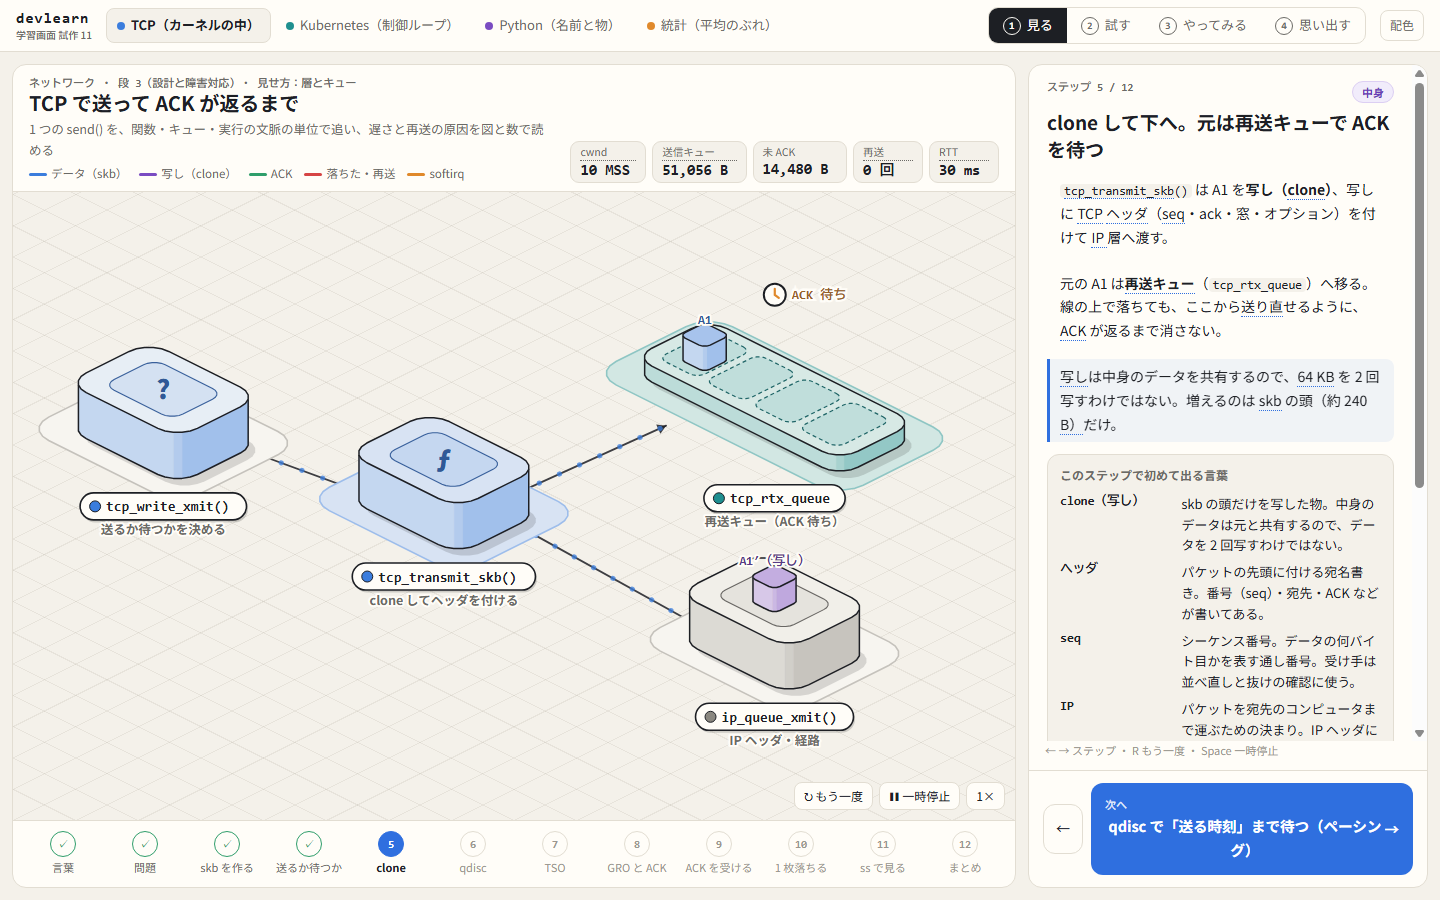 devlearn
学習画面 試作 11
TCP（カーネルの中）
Kubernetes（制御ループ）
Python（名前と物）
統計（平均のぶれ）
1 見る
2 試す
3 やってみる
4 思い出す
配色
ネットワーク ・ 段 3（設計と障害対応）・ 見せ方：層とキュー
TCP で送って ACK が返るまで
1 つの send() を、関数・キュー・実行の文脈の単位で追い、遅さと再送の原因を図と数で読
める
データ（skb）
写し（clone）
ACK
落ちた・再送
softirq
cwnd
10 MSS
送信キュー
51,056 B
未 ACK
14,480 B
再送
0 回
RTT
30 ms
ACK 待ち
A1
?
tcp_write_xmit()
送るか待つかを決める
ƒ
tcp_transmit_skb()
clone してヘッダを付ける
tcp_rtx_queue
再送キュー（ACK 待ち）
A1′（写し）
ip_queue_xmit()
IP ヘッダ・経路
↻ もう一度
一時停止
1×
✓
言葉
✓
問題
✓
skb を作る
✓
送るか待つか
5
clone
6
qdisc
7
TSO
8
GRO と ACK
9
ACK を受ける
10
1 枚落ちる
11
ss で見る
12
まとめ
ステップ 5 / 12
中身
clone して下へ。元は再送キューで ACK
を待つ
tcp_transmit_skb() は A1 を写し（clone）、写し
に TCP ヘッダ（seq・ack・窓・オプション）を付
けて IP 層へ渡す。
元の A1 は再送キュー（ tcp_rtx_queue ）へ移る。
線の上で落ちても、ここから送り直せるように、
ACK が返るまで消さない。
写しは中身のデータを共有するので、64 KB を 2 回
写すわけではない。増えるのは skb の頭（約 240
B）だけ。
このステップで初めて出る言葉
clone（写し）
skb の頭だけを写した物。中身の
データは元と共有するので、デー
タを 2 回写すわけではない。
ヘッダ
パケットの先頭に付ける宛名書
き。番号（seq）・宛先・ACK など
が書いてある。
seq
シーケンス番号。データの何バイ
ト目かを表す通し番号。受け手は
並べ直しと抜けの確認に使う。
IP
パケットを宛先のコンピュータま
で運ぶための決まり。IP ヘッダに
← → ステップ ・ R もう一度 ・ Space 一時停止
←
次へ
qdisc で「送る時刻」まで待つ（ペーシン
グ）
→